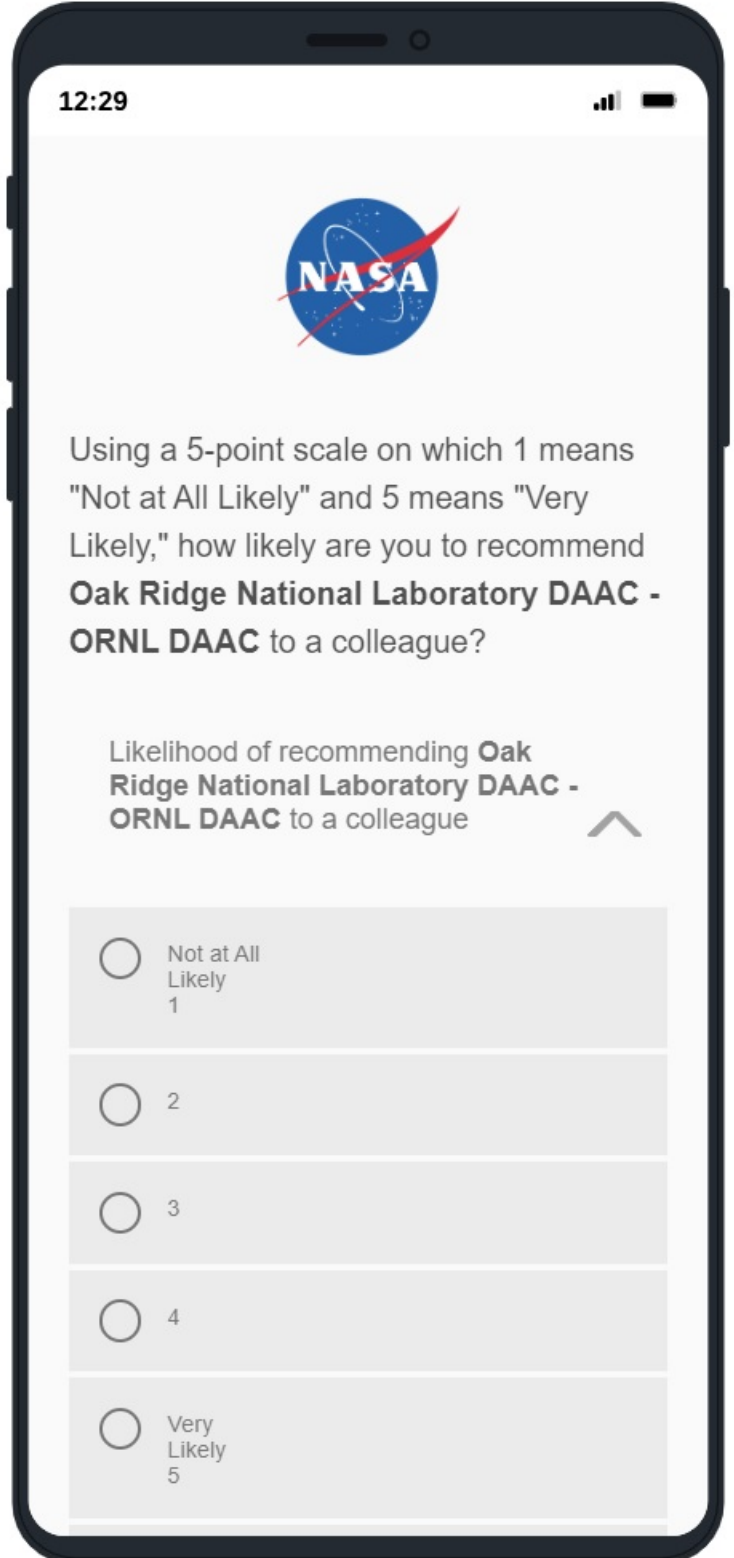 12:29
NASA
Using a 5-point scale on which 1 means
"Not at All Likely" and 5 means "Very
Likely," how likely are you to recommend
Oak Ridge National Laboratory DAAC -
ORNL DAAC to a colleague?
Likelihood of recommending Oak
Ridge National Laboratory DAAC -
ORNL DAAC to a colleague
Not at All
Likely
1
2
3
4
Very
Likely
5